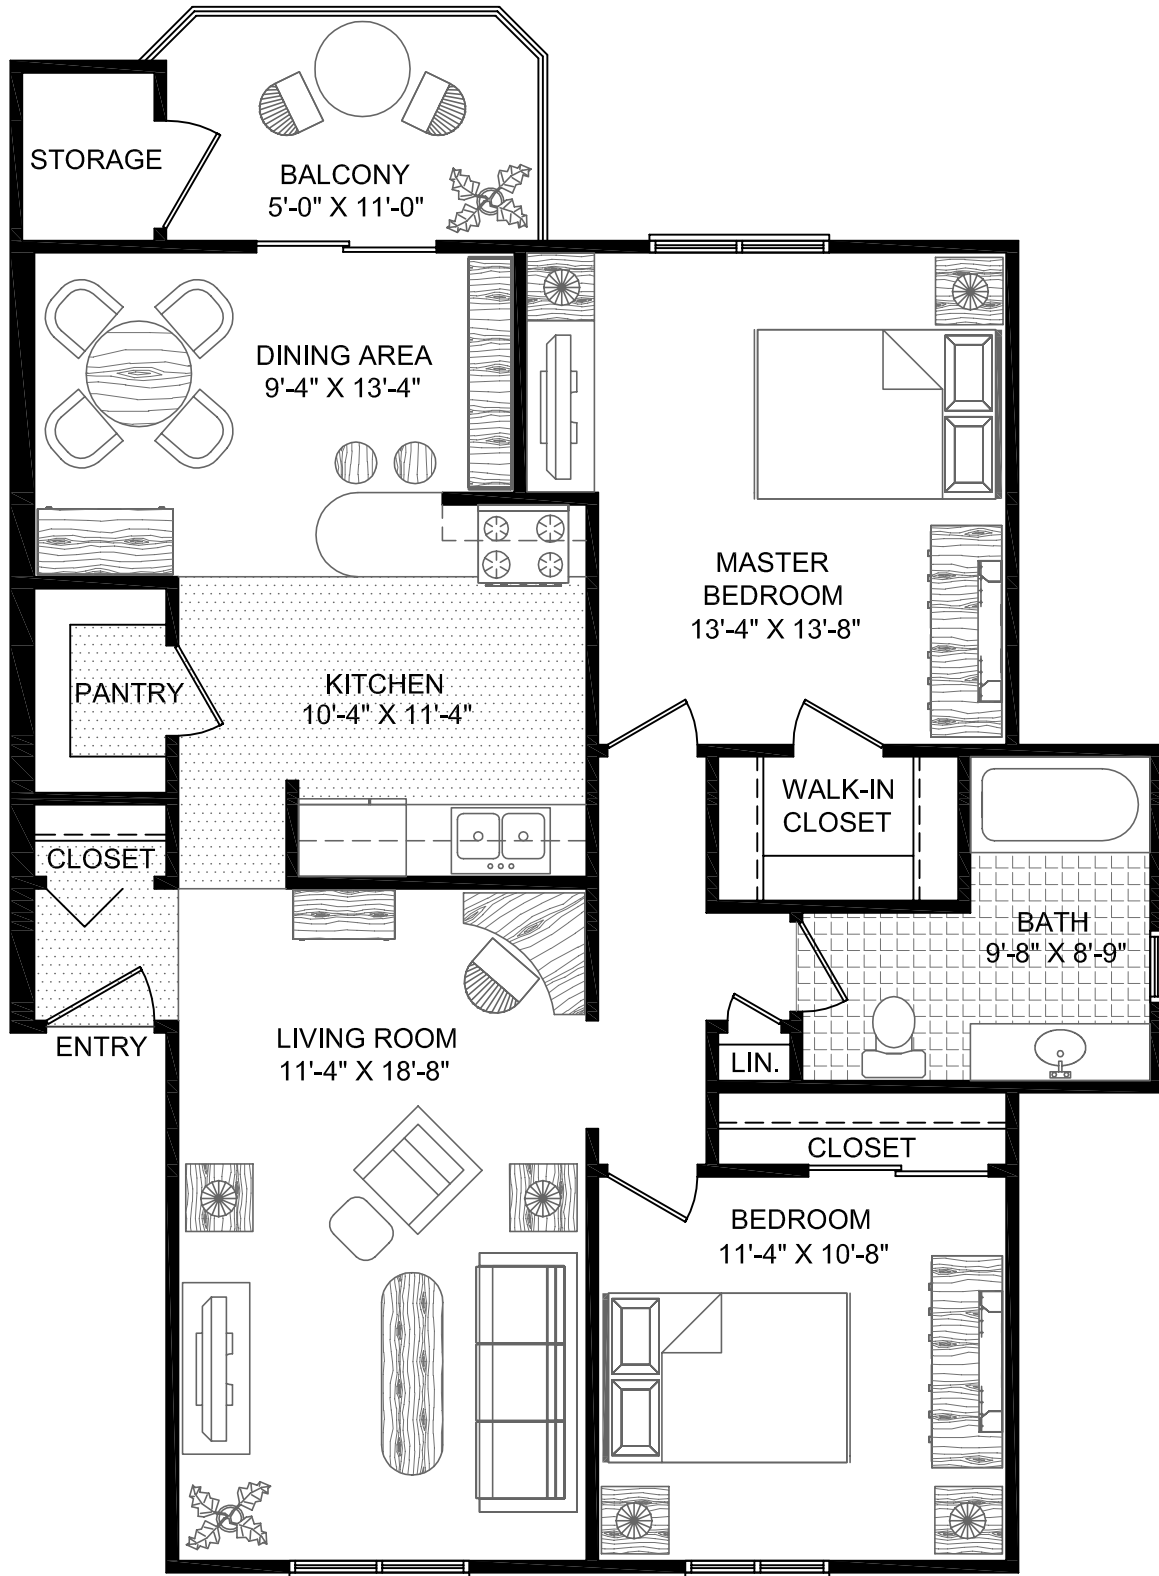 STORAGE
BALCONY
5'-0" X 11'-0"
DINING AREA
9'-4" X 13'-4"
MASTER
BEDROOM
13'-4" X 13'-8"
PANTRY
KITCHEN
10'-4" X 11'-4"
WALK-IN
CLOSET
CLOSET
BATH
9'-8" X 8'-9"
ENTRY
LIVING ROOM
11'-4" X 18'-8"
LIN.
CLOSET
BEDROOM
11'-4" X 10'-8"